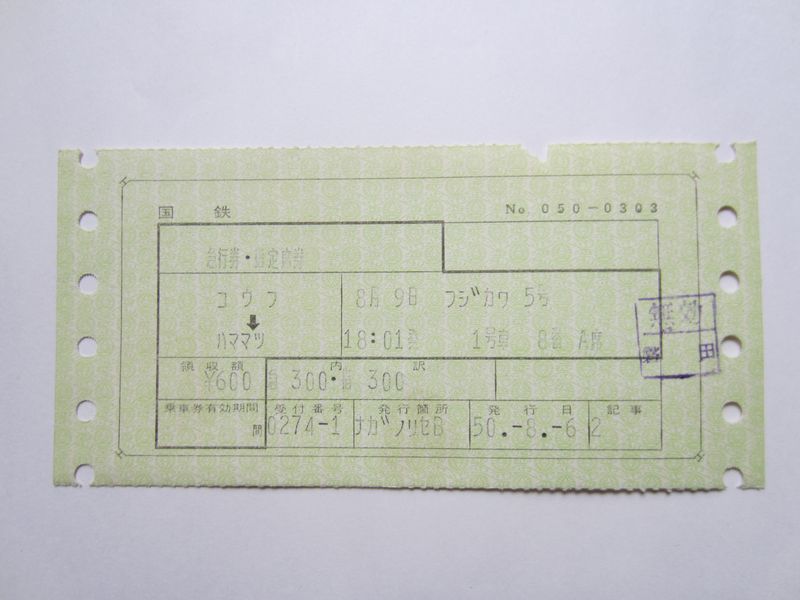 国鉄 No. 050-0303
急行券・指定席券
コウフ 8月 9日 フジカワ 5号
⬇
ハママツ 18:01発 1号車 8番 A席
無効
田
領収額 内訳
¥600 急 300・指 300
乗車券有効期間 受付番号 発行箇所 発行日 記事
間 0274-1 ナガノリセB 50.-8.-6 2